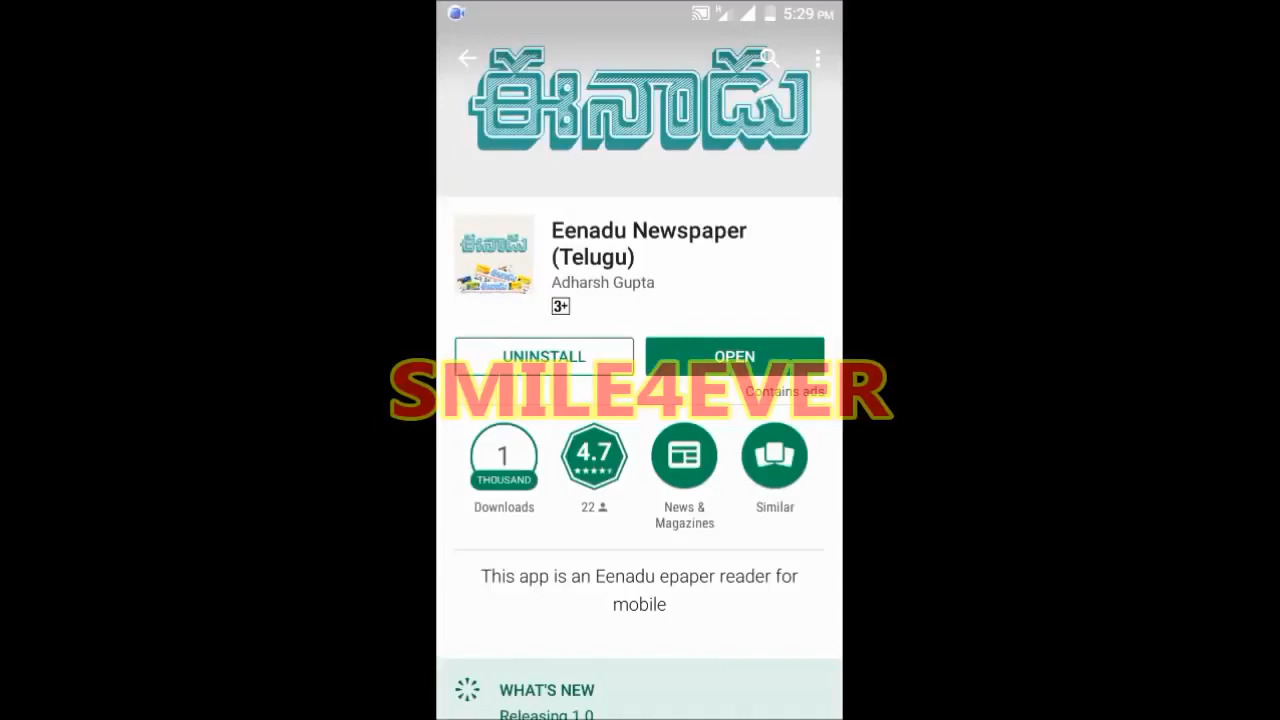 5:29 PM
ఈనాడు
ఈనాడు
Eenadu Newspaper
(Telugu)
Adharsh Gupta
3+
UNINSTALL
OPEN
Contains ads
SMILE4EVER
1
THOUSAND
Downloads
4.7
22
News &
Magazines
Similar
This app is an Eenadu epaper reader for
mobile
WHAT'S NEW
Releasing 1.0